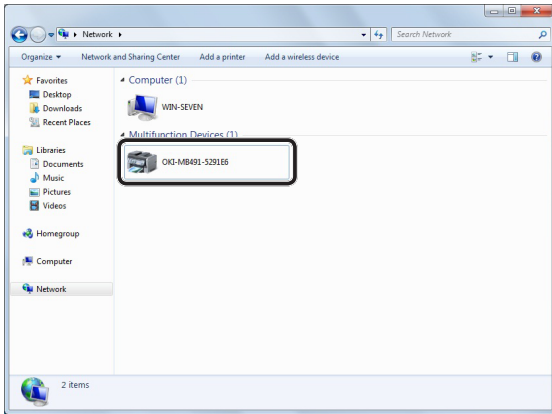 Network
Search Network
Organize Network and Sharing Center Add a printer Add a wireless device
Favorites
Desktop
Downloads
Recent Places
Libraries
Documents
Music
Pictures
Videos
Homegroup
Computer
Network
Computer (1)
WIN-SEVEN
Multifunction Devices (1)
OKI-MB491-5291E6
2 items